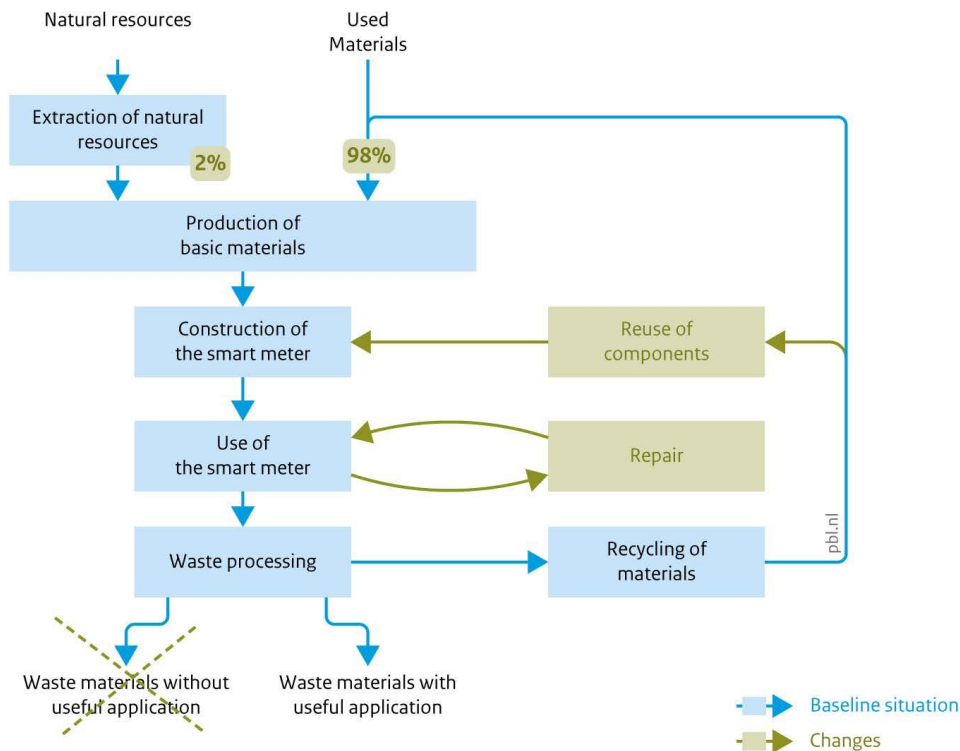 Natural resources
Used
Materials
Extraction of natural
resources
2%
98%
Production of
basic materials
Construction of
the smart meter
Reuse of
components
Use of
the smart meter
Repair
Waste processing
Recycling of
materials
pbl.nl
Waste materials without
useful application
Waste materials with
useful application
Baseline situation
Changes